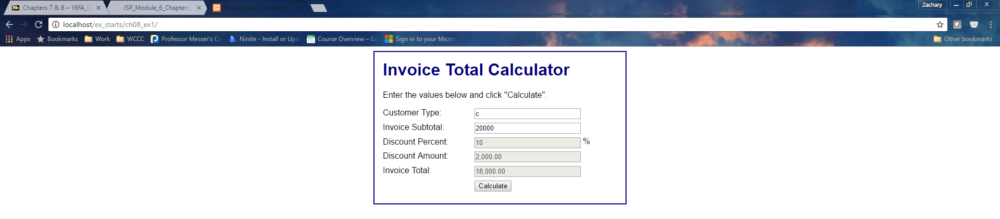 Bb Chapters 7 & 8 – 16FA_C JSP_Module_6_Chapters_ Invoice Total Calculator Zachary
localhost/ex_starts/ch08_ex1/
Apps Bookmarks Work WCCC Professor Messer's Co Ninite - Install or Upd Course Overview – Go Sign in to your Micros Other bookmarks
Invoice Total Calculator
Enter the values below and click "Calculate".
Customer Type: c
Invoice Subtotal: 20000
Discount Percent: 10 %
Discount Amount: 2,000.00
Invoice Total: 18,000.00
Calculate